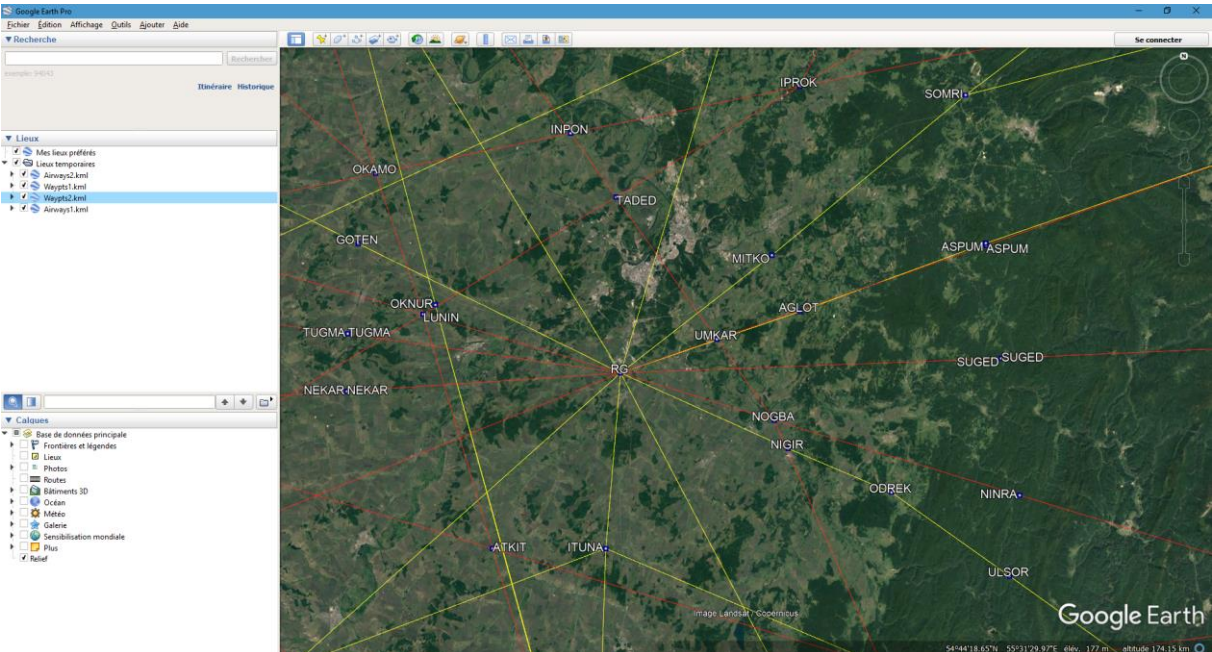 Google Earth Pro
Fichier Édition Affichage Outils Ajouter Aide
▼ Recherche
Rechercher
exemple: 94043
Itinéraire Historique
▼ Lieux
Mes lieux préférés
Lieux temporaires
Airways2.kml
Waypts1.kml
Waypts2.kml
Airways1.kml
▼ Calques
Base de données principale
Frontières et légendes
Lieux
Photos
Routes
Bâtiments 3D
Océan
Météo
Galerie
Sensibilisation mondiale
Plus
Relief
Se connecter
N
IPROK
SOMRI
INPON
OKAMO
TADED
GOTEN
ASPUM ASPUM
MITKO
OKNUR
LUNIN
AGLOT
TUGMA TUGMA
UMKAR
SUGED SUGED
RG
NEKAR NEKAR
NOGBA
NIGIR
ODREK
NINRA
ATKIT
ITUNA
ULSOR
Image Landsat / Copernicus
Google Earth
54°44'18.65"N 55°31'29.97"E élév. 177 m altitude 174.15 km